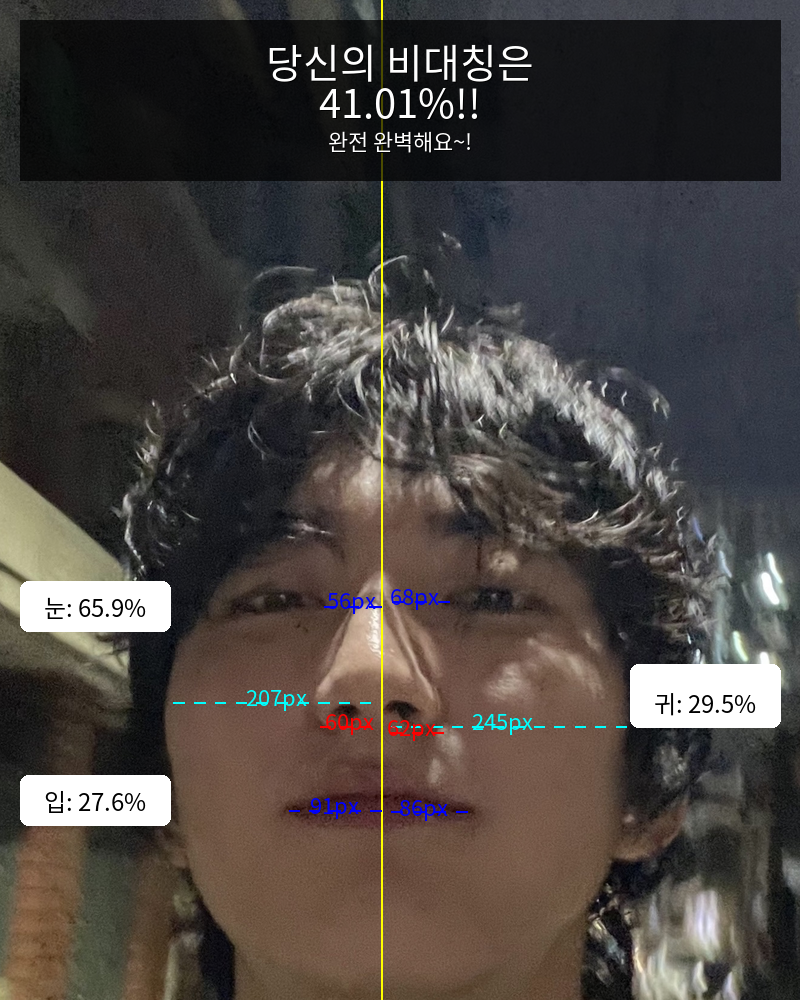 당신의 비대칭은
41.01%!!
완전 완벽해요~!
56px 68px
눈: 65.9%
207px 245px
귀: 29.5%
60px 62px
입: 27.6%
91px 86px